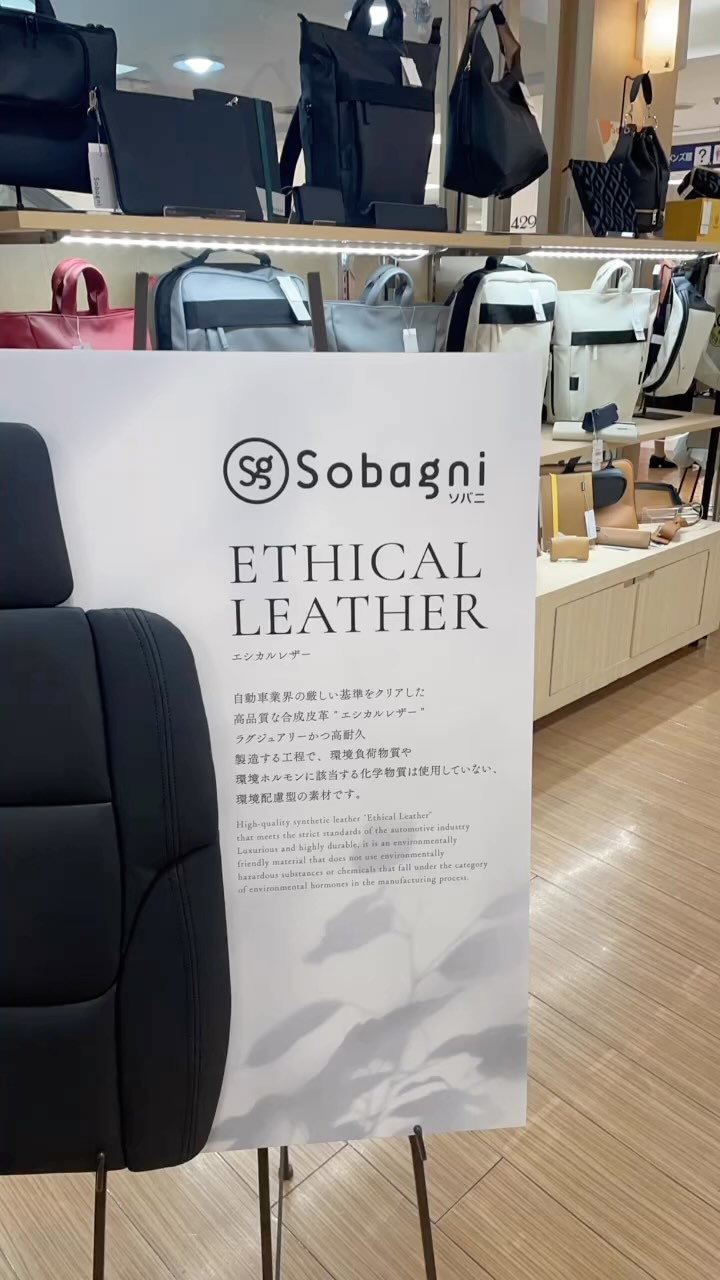 429
メンズ館
?
Sobagni
Sg Sobagni
ソバニ
ETHICAL
LEATHER
エシカルレザー
自動車業界の厳しい基準をクリアした
高品質な合成皮革 "エシカルレザー"
ラグジュアリーかつ高耐久
製造する工程で、環境負荷物質や
環境ホルモンに該当する化学物質は使用していない、
環境配慮型の素材です。
High-quality synthetic leather "Ethical Leather"
that meets the strict standards of the automotive industry
Luxurious and highly durable, it is an environmentally
friendly material that does not use environmentally
hazardous substances or chemicals that fall under the category
of environmental hormones in the manufacturing process.